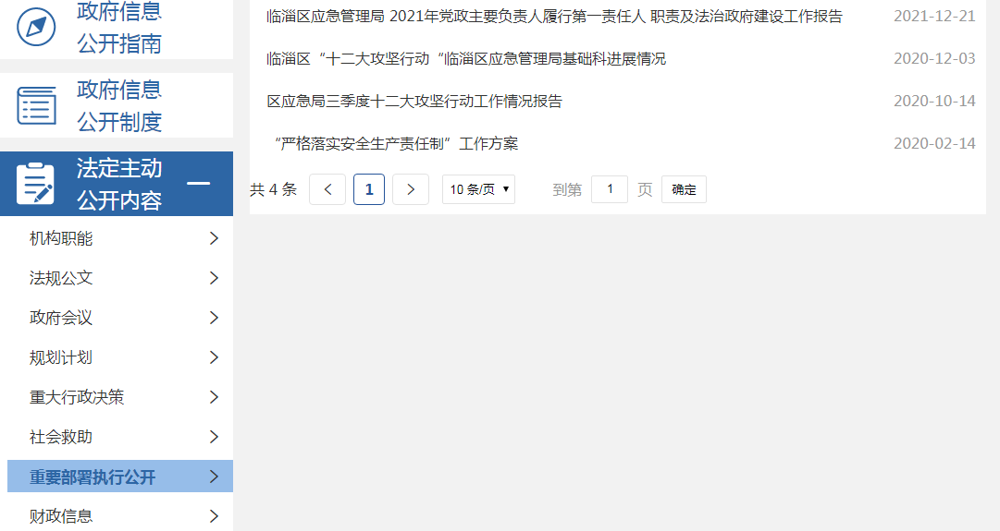 政府信息
公开指南
政府信息
公开制度
法定主动
公开内容
机构职能
法规公文
政府会议
规划计划
重大行政决策
社会救助
重要部署执行公开
财政信息
临淄区应急管理局 2021年党政主要负责人履行第一责任人 职责及法治政府建设工作报告 2021-12-21
临淄区“十二大攻坚行动“临淄区应急管理局基础科进展情况 2020-12-03
区应急局三季度十二大攻坚行动工作情况报告 2020-10-14
“严格落实安全生产责任制”工作方案 2020-02-14
共 4 条 1 10 条/页 到第 1 页 确定